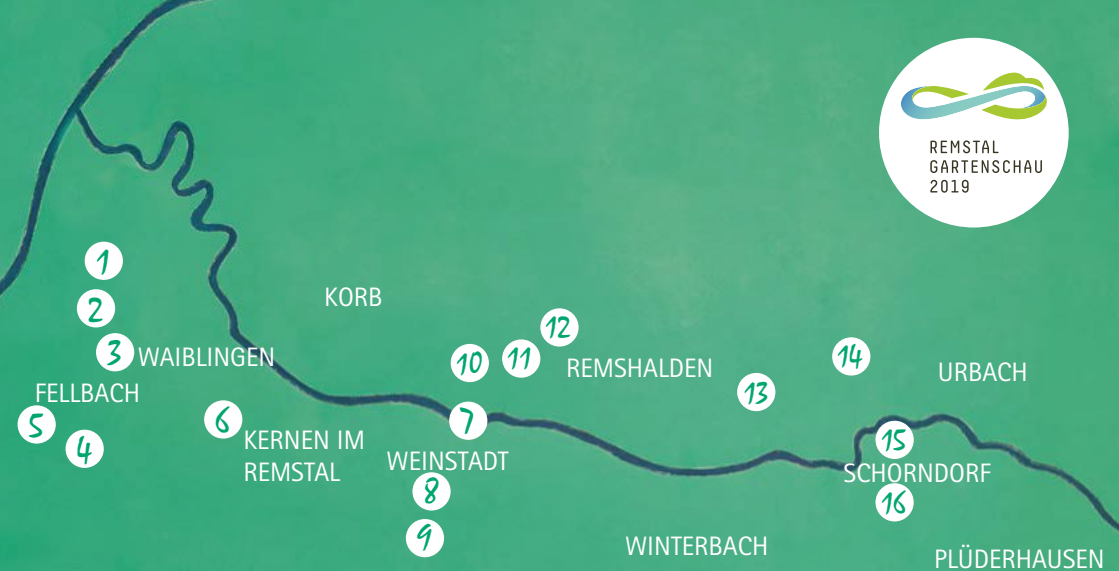 REMSTAL
GARTENSCHAU
2019
1
2
KORB
3 WAIBLINGEN
12
10
11
REMSHALDEN
14
URBACH
FELLBACH
13
5
4
6
7
15
KERNEN IM
REMSTAL
WEINSTADT
SCHORNDORF
8
16
9
WINTERBACH
PLÜDERHAUSEN